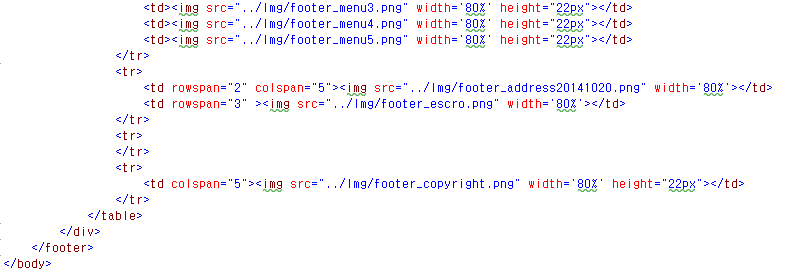 <td><img src="../Img/footer_menu3.png" width='80%' height="22px"></td>
<td><img src="../Img/footer_menu4.png" width='80%' height="22px"></td>
<td><img src="../Img/footer_menu5.png" width='80%' height="22px"></td>
</tr>
<tr>
<td rowspan="2" colspan="5"><img src="../Img/footer_address20141020.png" width='80%'></td>
<td rowspan="3" ><img src="../Img/footer_escro.png" width='80%'></td>
</tr>
<tr>
</tr>
<tr>
<td colspan="5"><img src="../Img/footer_copyright.png" width='80%' height="22px"></td>
</tr>
</table>
</div>
</footer>
</body>